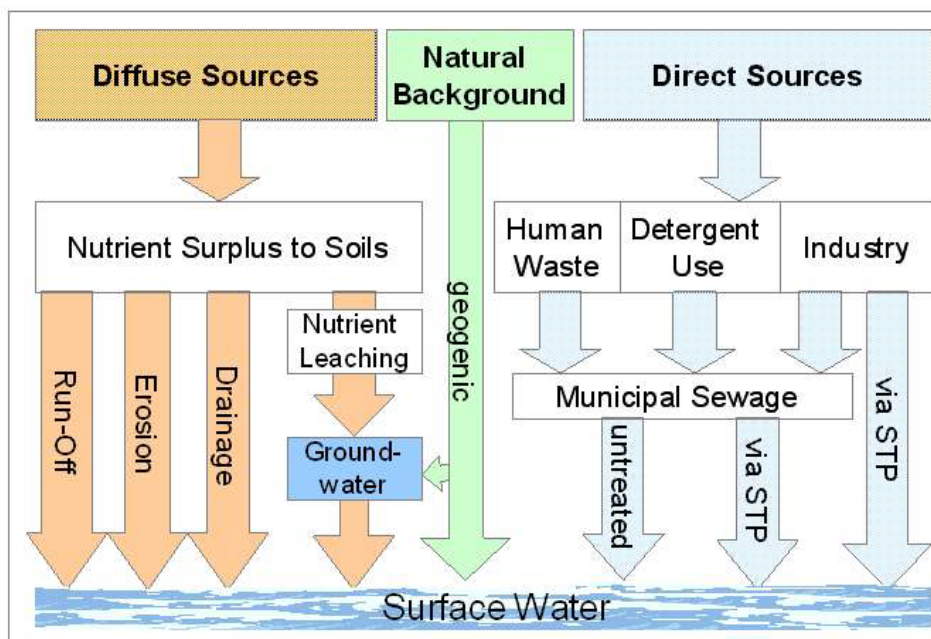 Diffuse Sources
Natural
Background
Direct Sources
Nutrient Surplus to Soils
Human
Waste
Detergent
Use
Industry
geogenic
Nutrient
Leaching
Run-Off
Erosion
Drainage
Ground-
water
Municipal Sewage
untreated
via STP
via STP
Surface Water